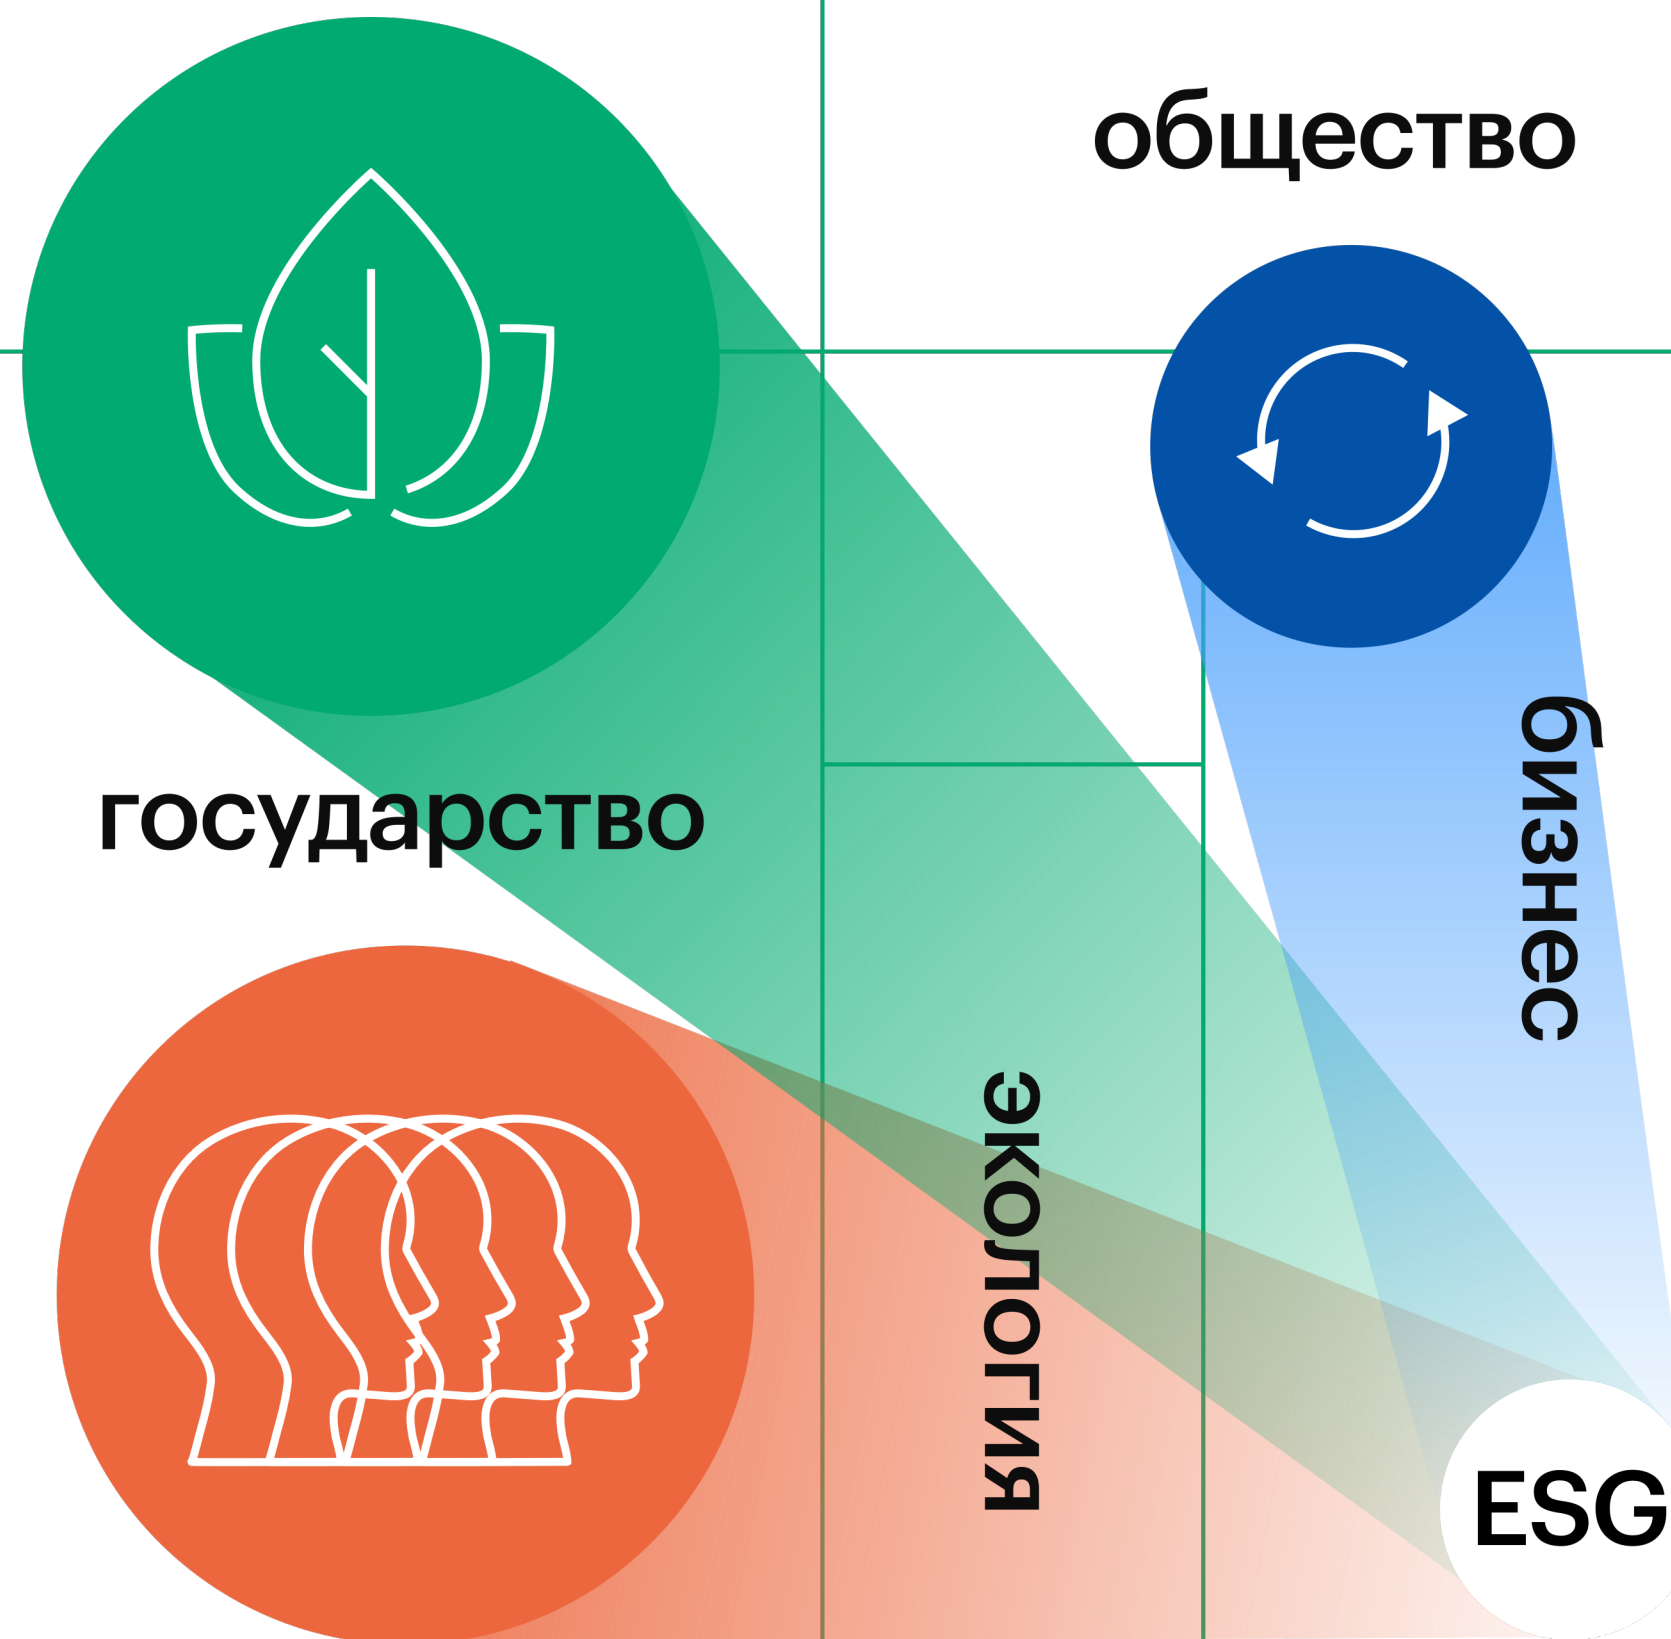 общество
государство
бизнес
экология
ESG